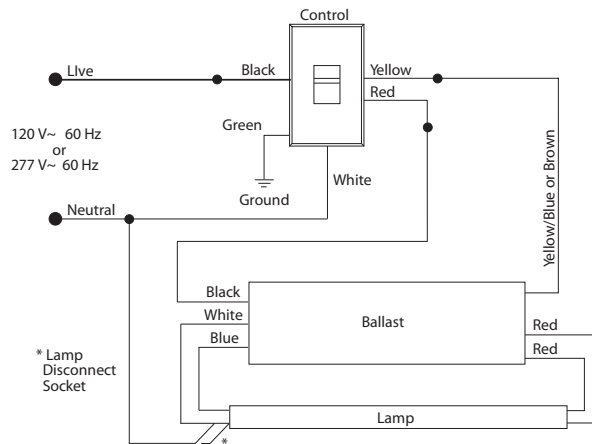 Control
LIve
Black
Yellow
Red
Green
120 V~ 60 Hz
or
277 V~ 60 Hz
White
Ground
Neutral
Yellow/Blue or Brown
Black
White
Blue
Ballast
Red
Red
* Lamp
Disconnect
Socket
Lamp
*